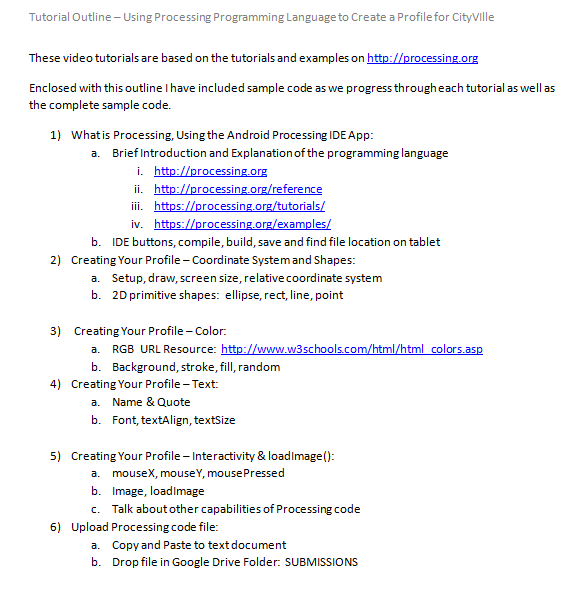 Tutorial Outline – Using Processing Programming Language to Create a Profile for CityVIlle
These video tutorials are based on the tutorials and examples on http://processing.org
Enclosed with this outline I have included sample code as we progress through each tutorial as well as
the complete sample code.
1) What is Processing, Using the Android Processing IDE App:
a. Brief Introduction and Explanation of the programming language
i. http://processing.org
ii. http://processing.org/reference
iii. https://processing.org/tutorials/
iv. https://processing.org/examples/
b. IDE buttons, compile, build, save and find file location on tablet
2) Creating Your Profile – Coordinate System and Shapes:
a. Setup, draw, screen size, relative coordinate system
b. 2D primitive shapes: ellipse, rect, line, point
3) Creating Your Profile – Color:
a. RGB URL Resource: http://www.w3schools.com/html/html_colors.asp
b. Background, stroke, fill, random
4) Creating Your Profile – Text:
a. Name & Quote
b. Font, textAlign, textSize
5) Creating Your Profile – Interactivity & loadImage():
a. mouseX, mouseY, mousePressed
b. Image, loadImage
c. Talk about other capabilities of Processing code
6) Upload Processing code file:
a. Copy and Paste to text document
b. Drop file in Google Drive Folder: SUBMISSIONS